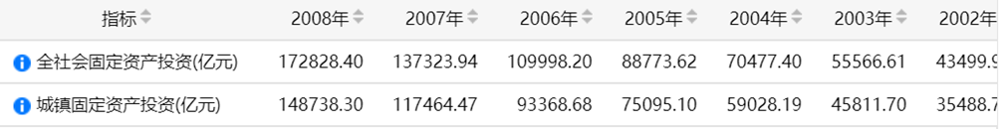 指标 2008年 2007年 2006年 2005年 2004年 2003年 2002年
全社会固定资产投资(亿元) 172828.40 137323.94 109998.20 88773.62 70477.40 55566.61 43499.9
城镇固定资产投资(亿元) 148738.30 117464.47 93368.68 75095.10 59028.19 45811.70 35488.7